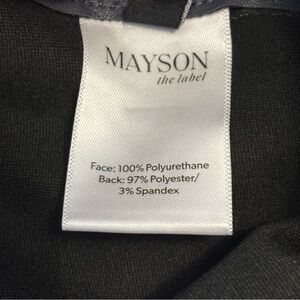 MAYSON
the label
Face: 100% Polyurethane
Back: 97% Polyester/
3% Spandex